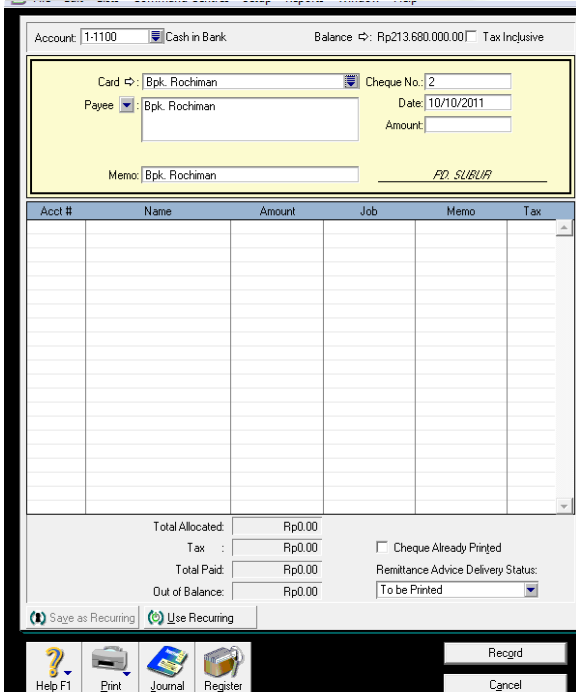 Account: 1-1100 Cash in Bank Balance ⇨: Rp213.680.000.00 Tax Inclusive
Card ⇨: Bpk. Rochiman Cheque No.: 2
Payee : Bpk. Rochiman Date: 10/10/2011
Amount:
Memo: Bpk. Rochiman PD. SUBUR
Acct # Name Amount Job Memo Tax
Total Allocated: Rp0.00
Tax : Rp0.00 Cheque Already Printed
Total Paid: Rp0.00 Remittance Advice Delivery Status:
Out of Balance: Rp0.00 To be Printed
Save as Recurring Use Recurring
Help F1 Print Journal Register Record
Cancel